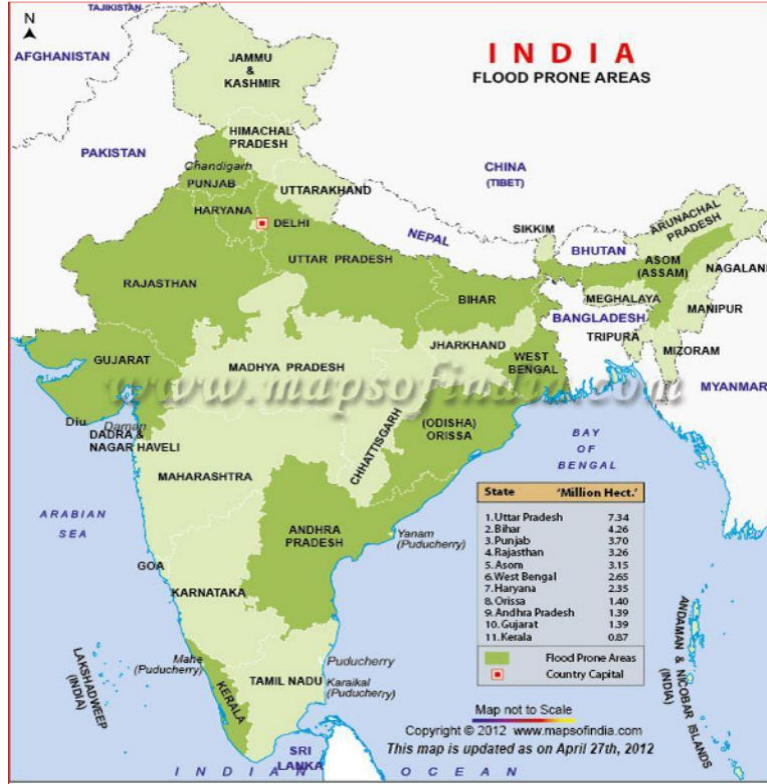 TAJIKISTAN
N
AFGHANISTAN
INDIA
FLOOD PRONE AREAS
JAMMU
&
KASHMIR
HIMACHAL
PRADESH
PAKISTAN
Chandigarh
PUNJAB
CHINA
(TIBET)
UTTARAKHAND
HARYANA
DELHI
NEPAL
SIKKIM
ARUNACHAL
PRADESH
BHUTAN
ASOM
(ASSAM)
NAGALAN
RAJASTHAN
UTTAR PRADESH
BIHAR
MEGHALAYA
MANIPUR
BANGLADESH
TRIPURA
MIZORAM
JHARKHAND
GUJARAT
MADHYA PRADESH
WEST
BENGAL
MYANMAR
www.mapsofindia.com
Diu
Daman
DADRA &
NAGAR HAVELI
CHHATTISGARH
(ODISHA)
ORISSA
BAY
OF
BENGAL
MAHARASHTRA
ARABIAN
SEA
ANDHRA
PRADESH
Yanam
(Puducherry)
GOA
KARNATAKA
State 'Million Hect.'
1.Uttar Pradesh 7.34
2.Bihar 4.26
3.Punjab 3.70
4.Rajasthan 3.26
5.Asom 3.15
6.West Bengal 2.65
7.Haryana 2.35
8.Orissa 1.40
9.Andhra Pradesh 1.39
10.Gujarat 1.39
11.Kerala 0.87
Flood Prone Areas
Country Capital
LAKSHADWEEP
(INDIA)
Mahe
(Puducherry)
KERALA
TAMIL NADU
Puducherry
Karaikal
(Puducherry)
ANDAMAN & NICOBAR ISLANDS
(INDIA)
Map not to Scale
Copyright © 2012 www.mapsofindia.com
This map is updated as on April 27th, 2012
SRI
LANKA
INDIAN OCEAN